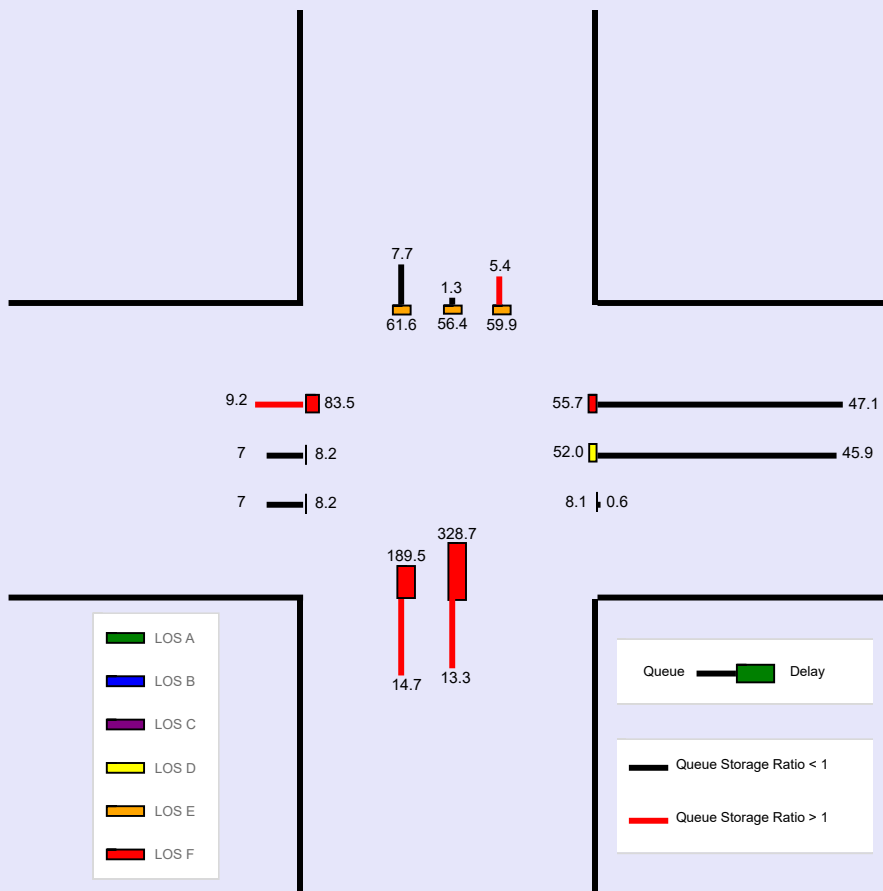 7.7
5.4
1.3
61.6
56.4
59.9
9.2
83.5
55.7
47.1
7
8.2
52.0
45.9
7
8.2
8.1
0.6
328.7
189.5
14.7
13.3
LOS A
LOS B
LOS C
LOS D
LOS E
LOS F
Queue
Delay
Queue Storage Ratio < 1
Queue Storage Ratio > 1